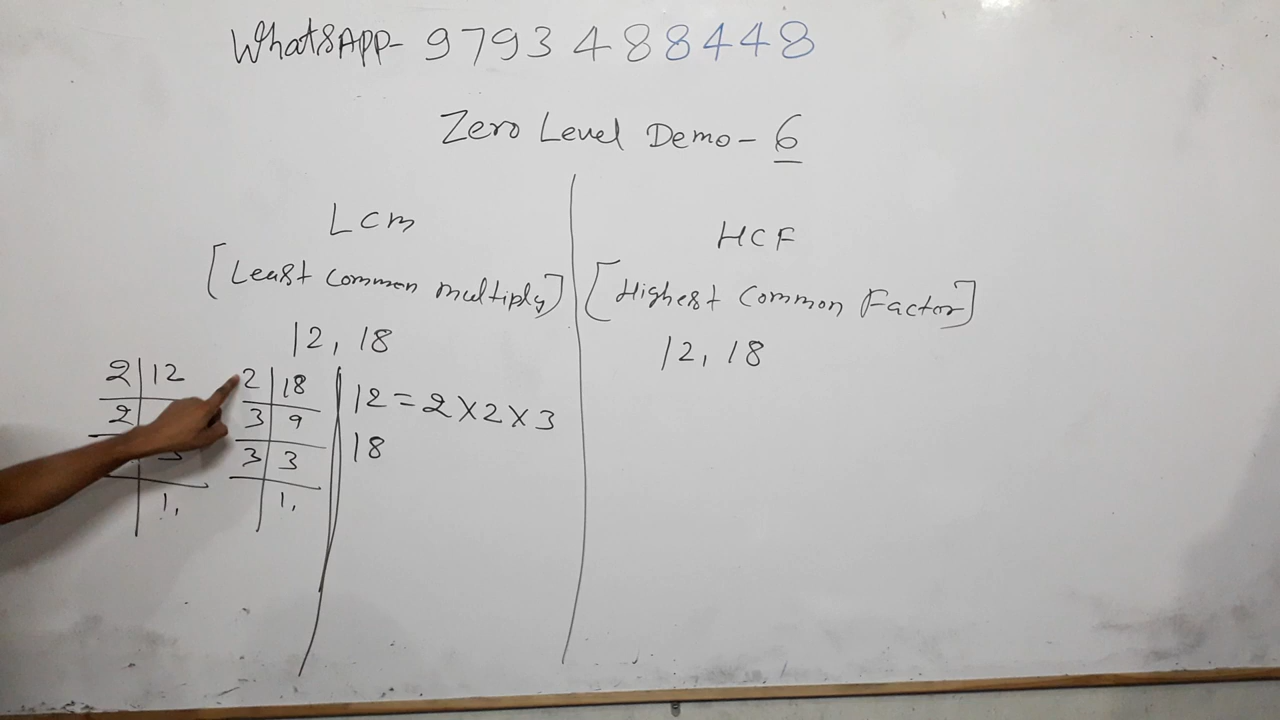 WhatsApp- 9793488448
Zero Level Demo- 6
LCM
[Least common multiply]
12, 18
2 | 12
2
3
1,
2 | 18
3 | 9
3 | 3
1,
12 = 2 X 2 X 3
18
HCF
[Highest Common Factor]
12, 18